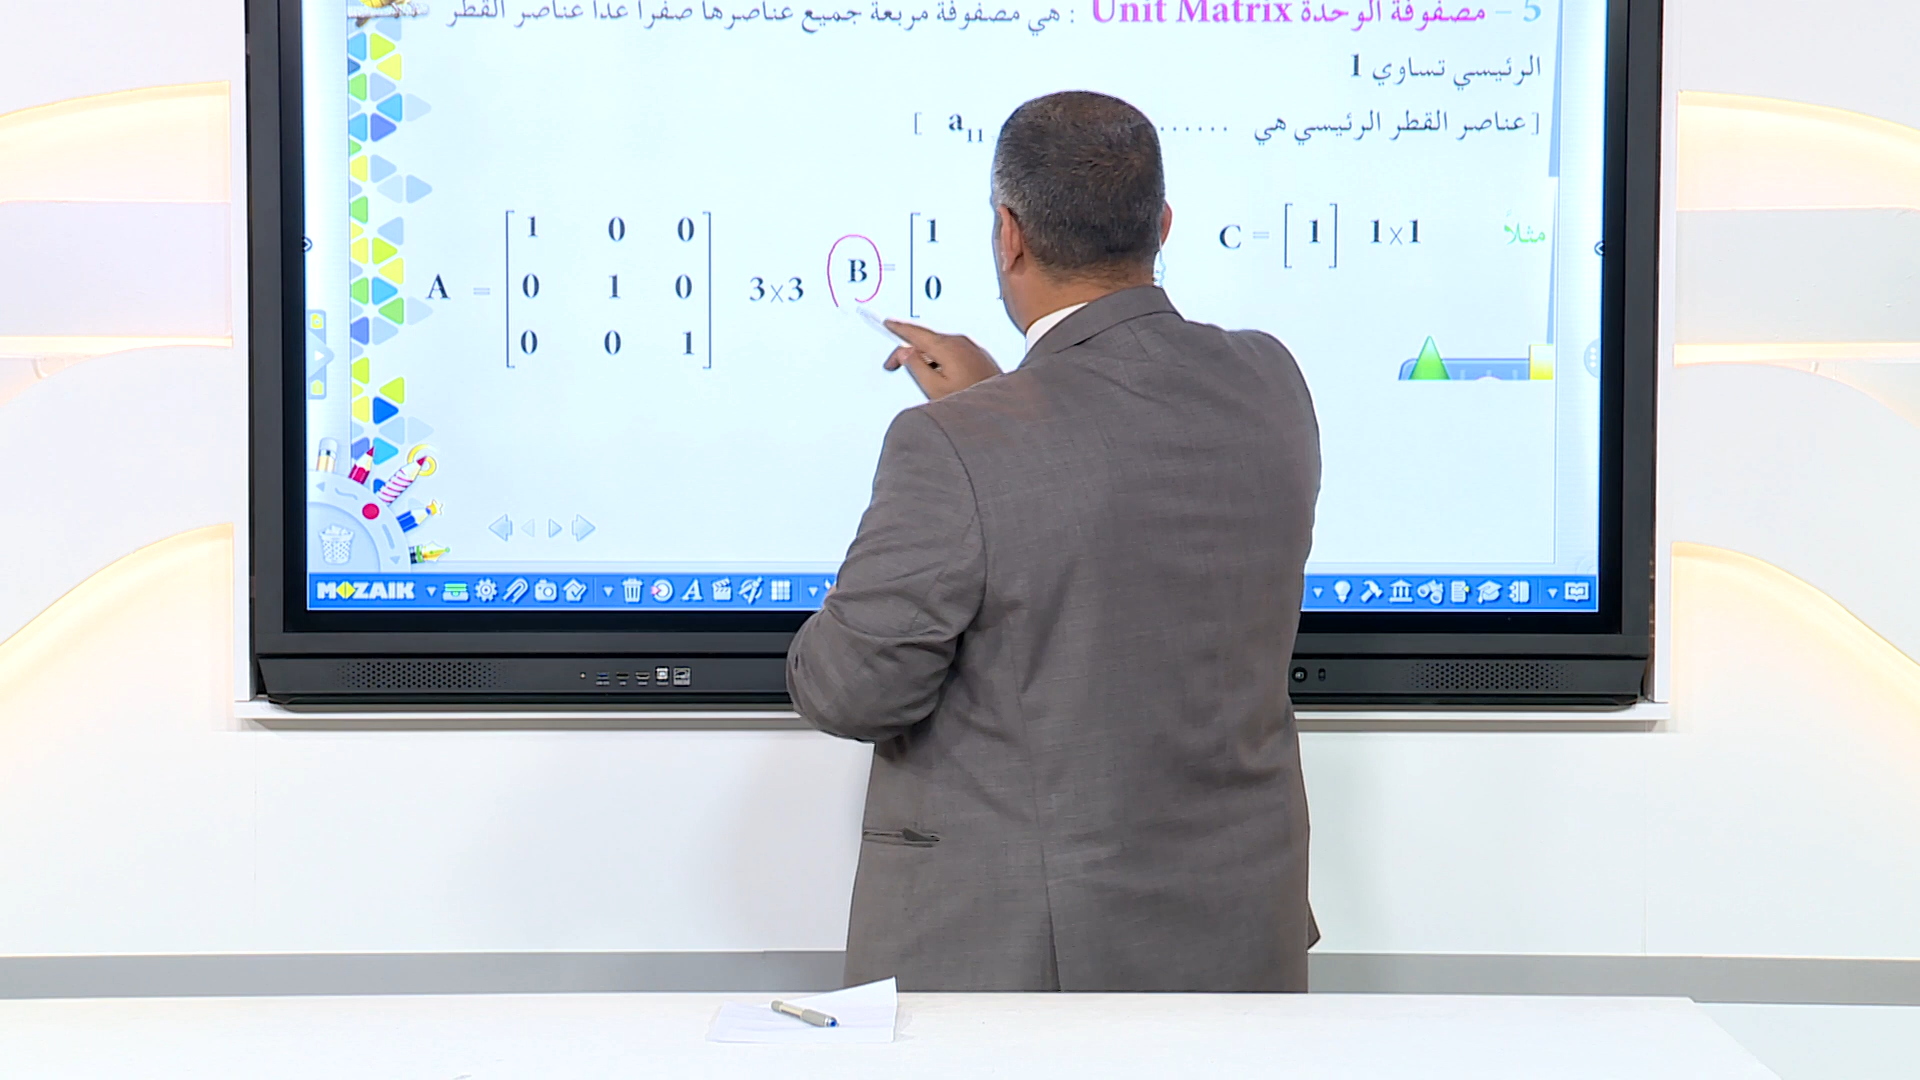 5 – مصفوفة الوحدة Unit Matrix : هي مصفوفة مربعة جميع عناصرها صفراً عدا عناصر القطر
الرئيسي تساوي 1
[ عناصر القطر الرئيسي هي ........ a11 ]
A = [ 1 0 0
0 1 0
0 0 1 ] 3×3
B = [ 1
0
C = [ 1 ] 1×1
مثلاً
MOZAIK